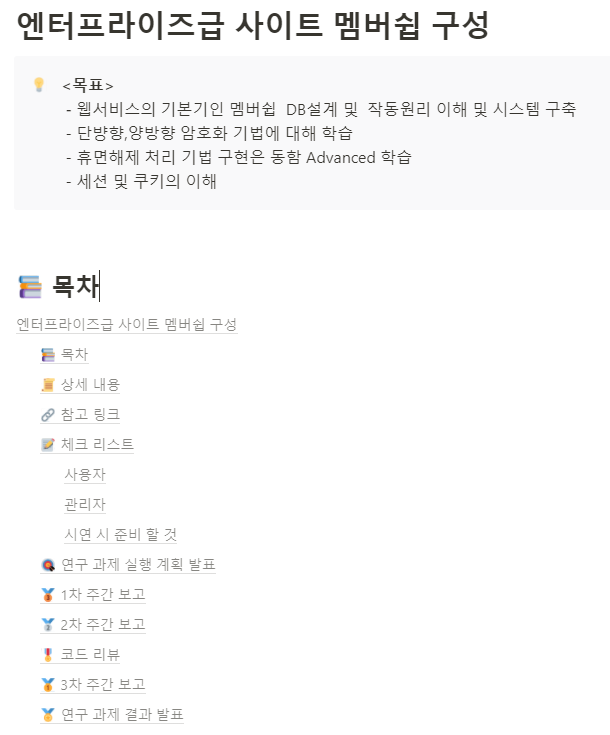 엔터프라이즈급 사이트 멤버쉽 구성
💡 <목표>
- 웹서비스의 기본기인 멤버쉽 DB설계 및 작동원리 이해 및 시스템 구축
- 단뱡향,양방향 암호화 기법에 대해 학습
- 휴면해제 처리 기법 구현은 동함 Advanced 학습
- 세션 및 쿠키의 이해
📚 목차
엔터프라이즈급 사이트 멤버쉽 구성
📚 목차
📜 상세 내용
🔗 참고 링크
📝 체크 리스트
사용자
관리자
시연 시 준비 할 것
🎯 연구 과제 실행 계획 발표
🥉 1차 주간 보고
🥈 2차 주간 보고
🎖 코드 리뷰
🥇 3차 주간 보고
🏅 연구 과제 결과 발표